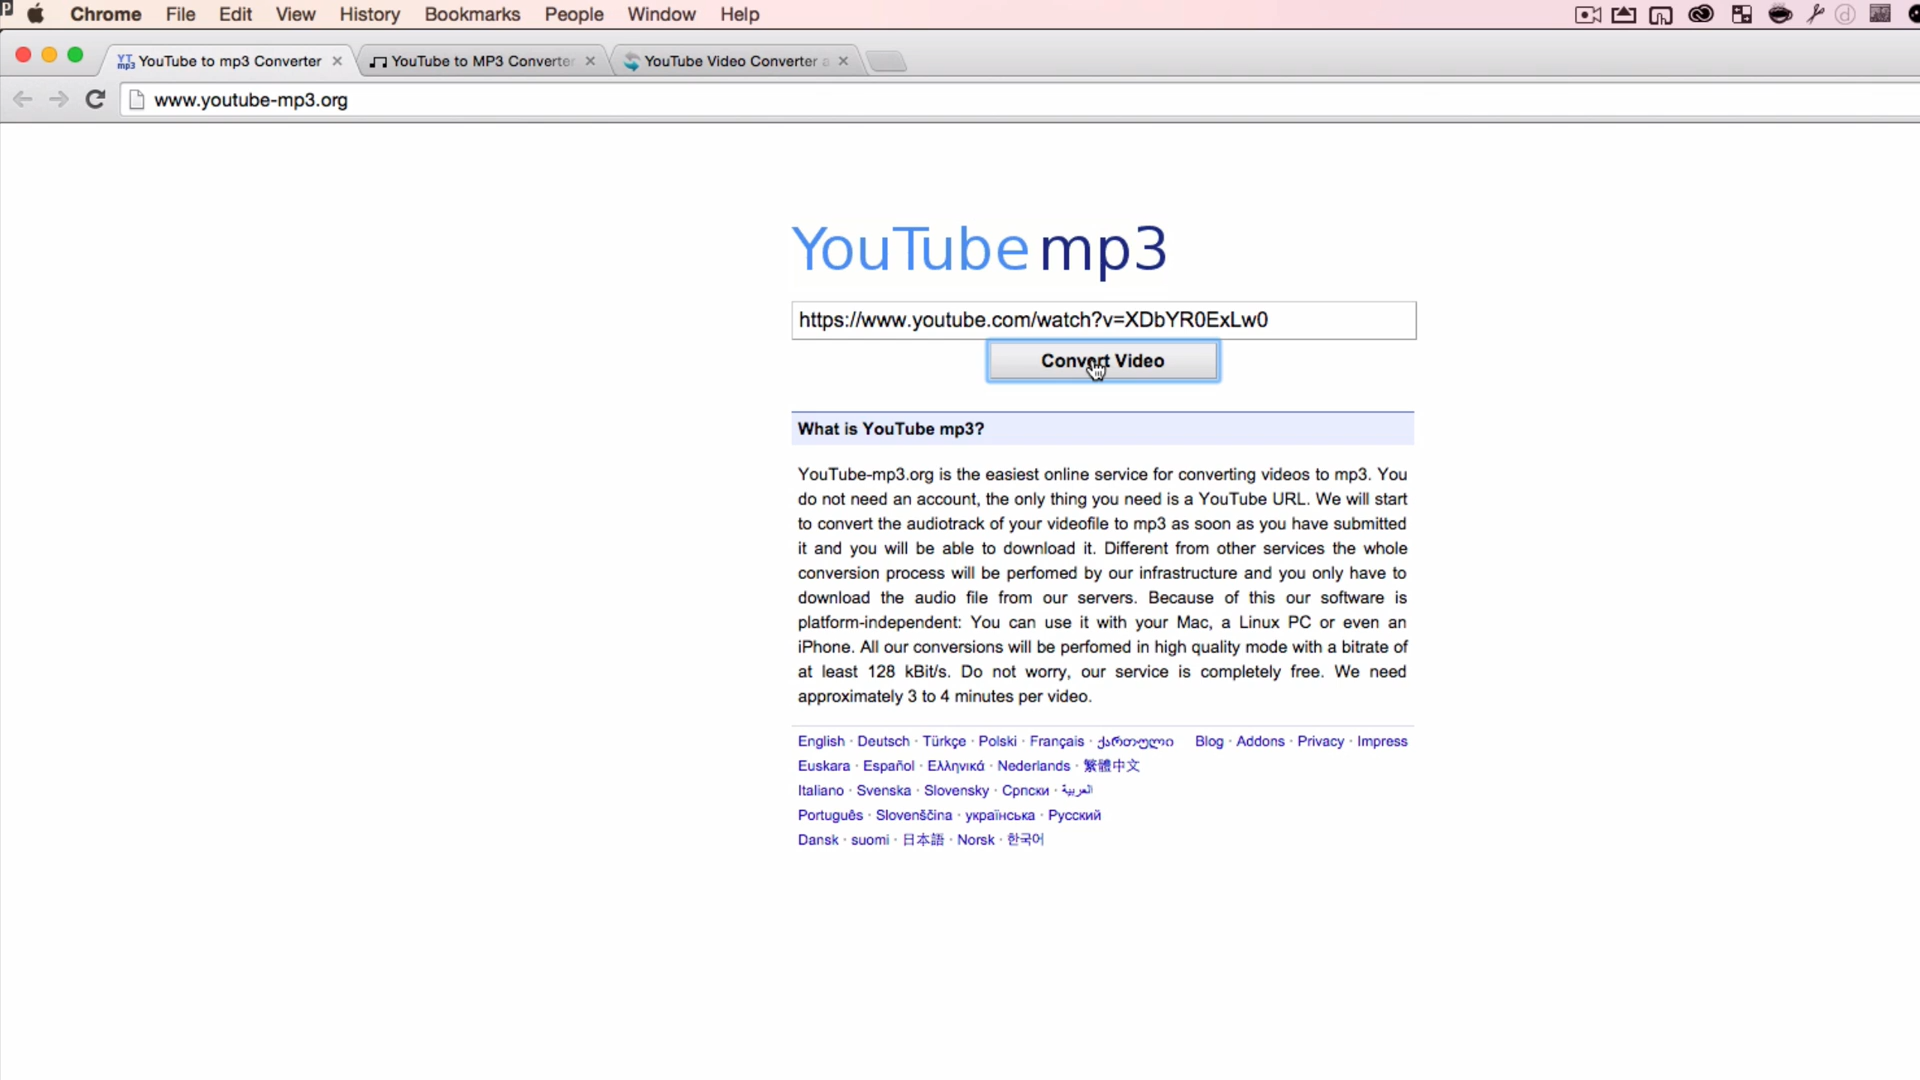 Chrome File Edit View History Bookmarks People Window Help
YouTube to mp3 Converter YouTube to MP3 Converter YouTube Video Converter a
www.youtube-mp3.org
YouTube mp3
https://www.youtube.com/watch?v=XDbYR0ExLw0
Convert Video
What is YouTube mp3?
YouTube-mp3.org is the easiest online service for converting videos to mp3. You
do not need an account, the only thing you need is a YouTube URL. We will start
to convert the audiotrack of your videofile to mp3 as soon as you have submitted
it and you will be able to download it. Different from other services the whole
conversion process will be perfomed by our infrastructure and you only have to
download the audio file from our servers. Because of this our software is
platform-independent: You can use it with your Mac, a Linux PC or even an
iPhone. All our conversions will be perfomed in high quality mode with a bitrate of
at least 128 kBit/s. Do not worry, our service is completely free. We need
approximately 3 to 4 minutes per video.
English · Deutsch · Türkçe · Polski · Français · ქართული Blog · Addons · Privacy · Impress
Euskara · Español · Ελληνικά · Nederlands · 繁體中文
Italiano · Svenska · Slovensky · Српски · العربية
Português · Slovenščina · українська · Русский
Dansk · suomi · 日本語 · Norsk · 한국어